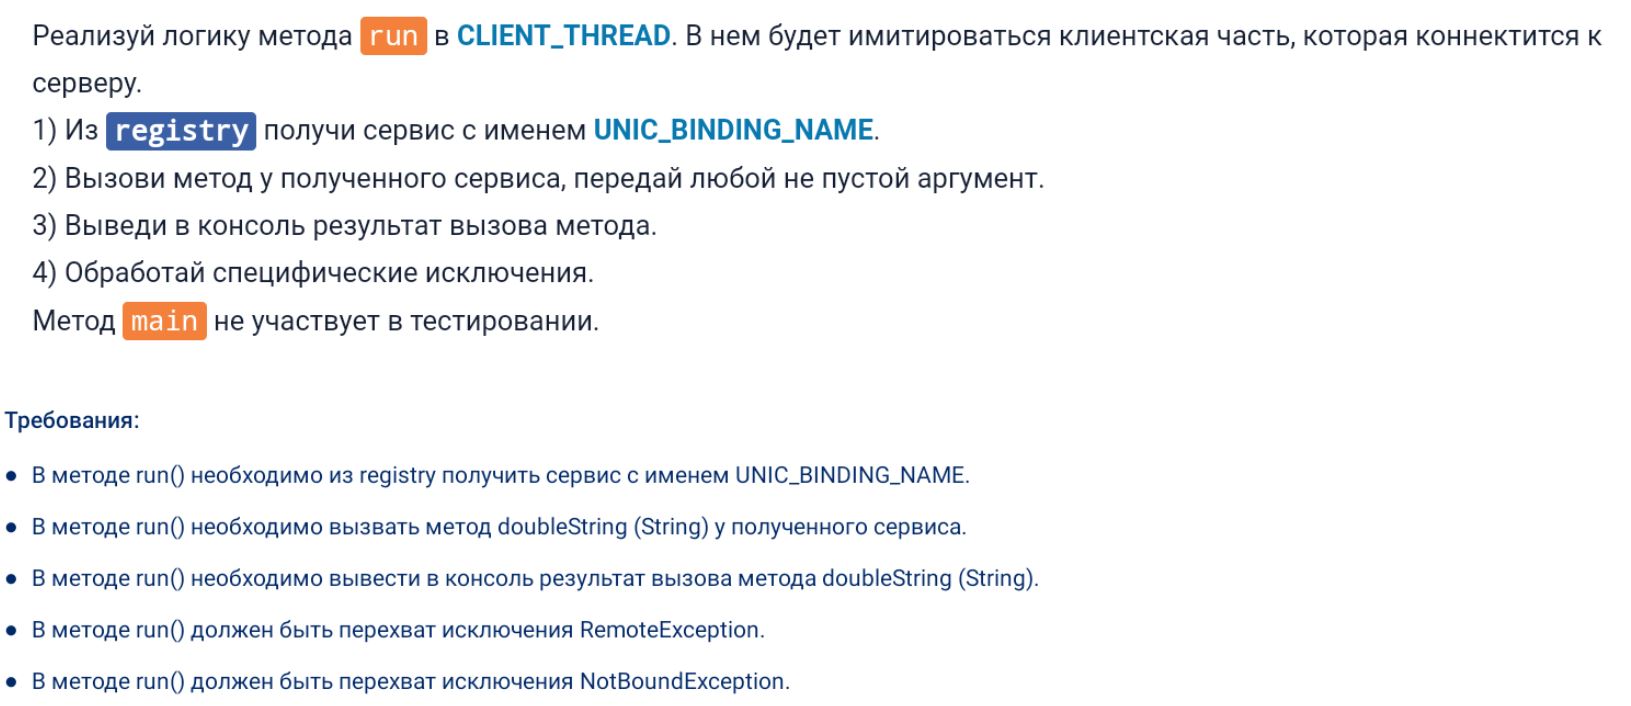 Реализуй логику метода run в CLIENT_THREAD. В нем будет имитироваться клиентская часть, которая коннектится к
серверу.
1) Из registry получи сервис с именем UNIC_BINDING_NAME.
2) Вызови метод у полученного сервиса, передай любой не пустой аргумент.
3) Выведи в консоль результат вызова метода.
4) Обработай специфические исключения.
Метод main не участвует в тестировании.
Требования:
● В методе run() необходимо из registry получить сервис с именем UNIC_BINDING_NAME.
● В методе run() необходимо вызвать метод doubleString (String) у полученного сервиса.
● В методе run() необходимо вывести в консоль результат вызова метода doubleString (String).
● В методе run() должен быть перехват исключения RemoteException.
● В методе run() должен быть перехват исключения NotBoundException.